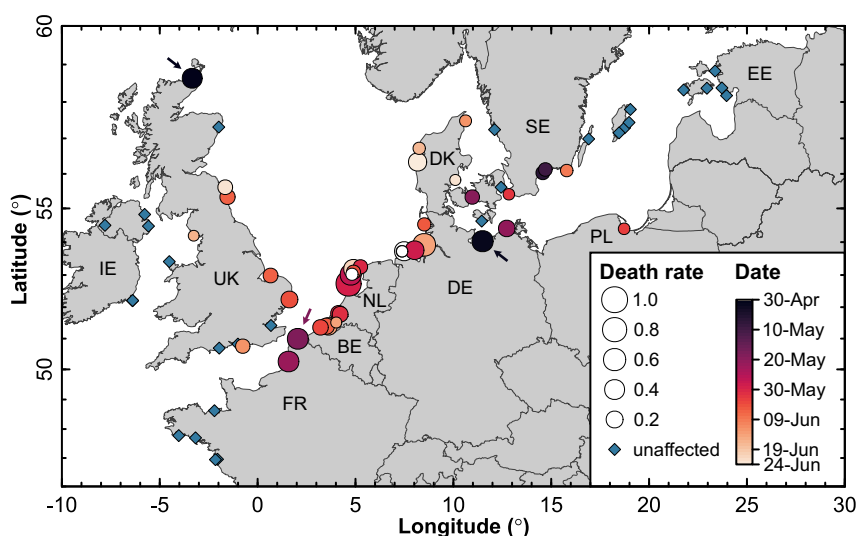 60
55
50
Latitude (°)
-10
-5
0
5
10
15
20
25
30
Longitude (°)
EE
SE
DK
PL
IE
UK
NL
DE
BE
FR
Death rate
1.0
0.8
0.6
0.4
0.2
unaffected
Date
30-Apr
10-May
20-May
30-May
09-Jun
19-Jun
24-Jun